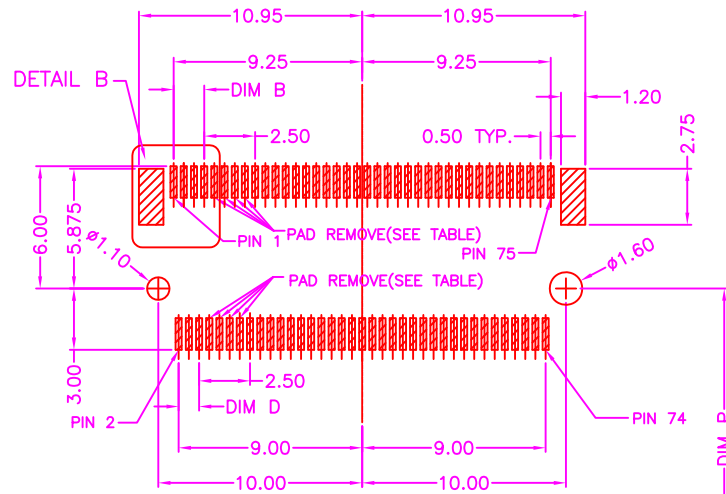 10.95 10.95
9.25 9.25
DETAIL B
DIM B
1.20
2.50 0.50 TYP.
2.75
6.00
5.875
PIN 1
PAD REMOVE(SEE TABLE)
PIN 75
ø1.10
ø1.60
PAD REMOVE(SEE TABLE)
3.00
2.50
DIM D
PIN 2
PIN 74
9.00 9.00
10.00 10.00
DIM